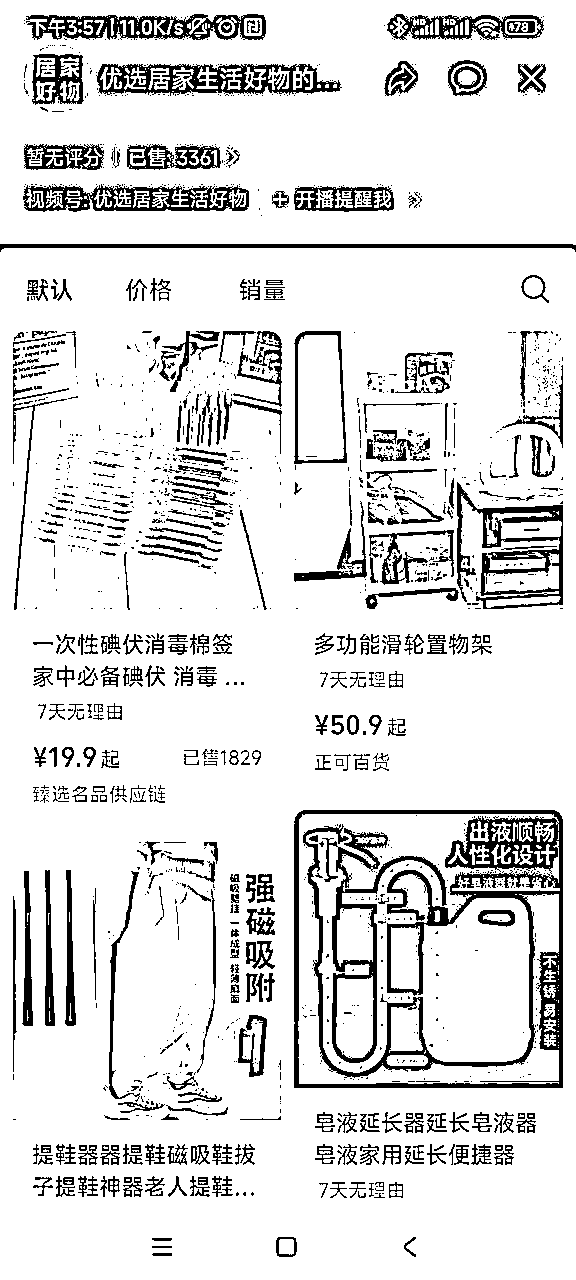 下午3:57 | 11.0K/s
78
居家
好物
优选居家生活好物的...
暂无评分
已售: 3361
视频号: 优选居家生活好物
+ 开播提醒我
默认
价格
销量
一次性碘伏消毒棉签
家中必备碘伏 消毒 ...
7天无理由
¥19.9 起
已售1829
臻选名品供应链
多功能滑轮置物架
7天无理由
¥50.9 起
正可百货
强磁吸附
一体成型
提鞋器器提鞋磁吸鞋拔
子提鞋神器老人提鞋...
出液顺畅
人性化设计
不生锈 易安装
皂液延长器延长皂液器
皂液家用延长便捷器
7天无理由